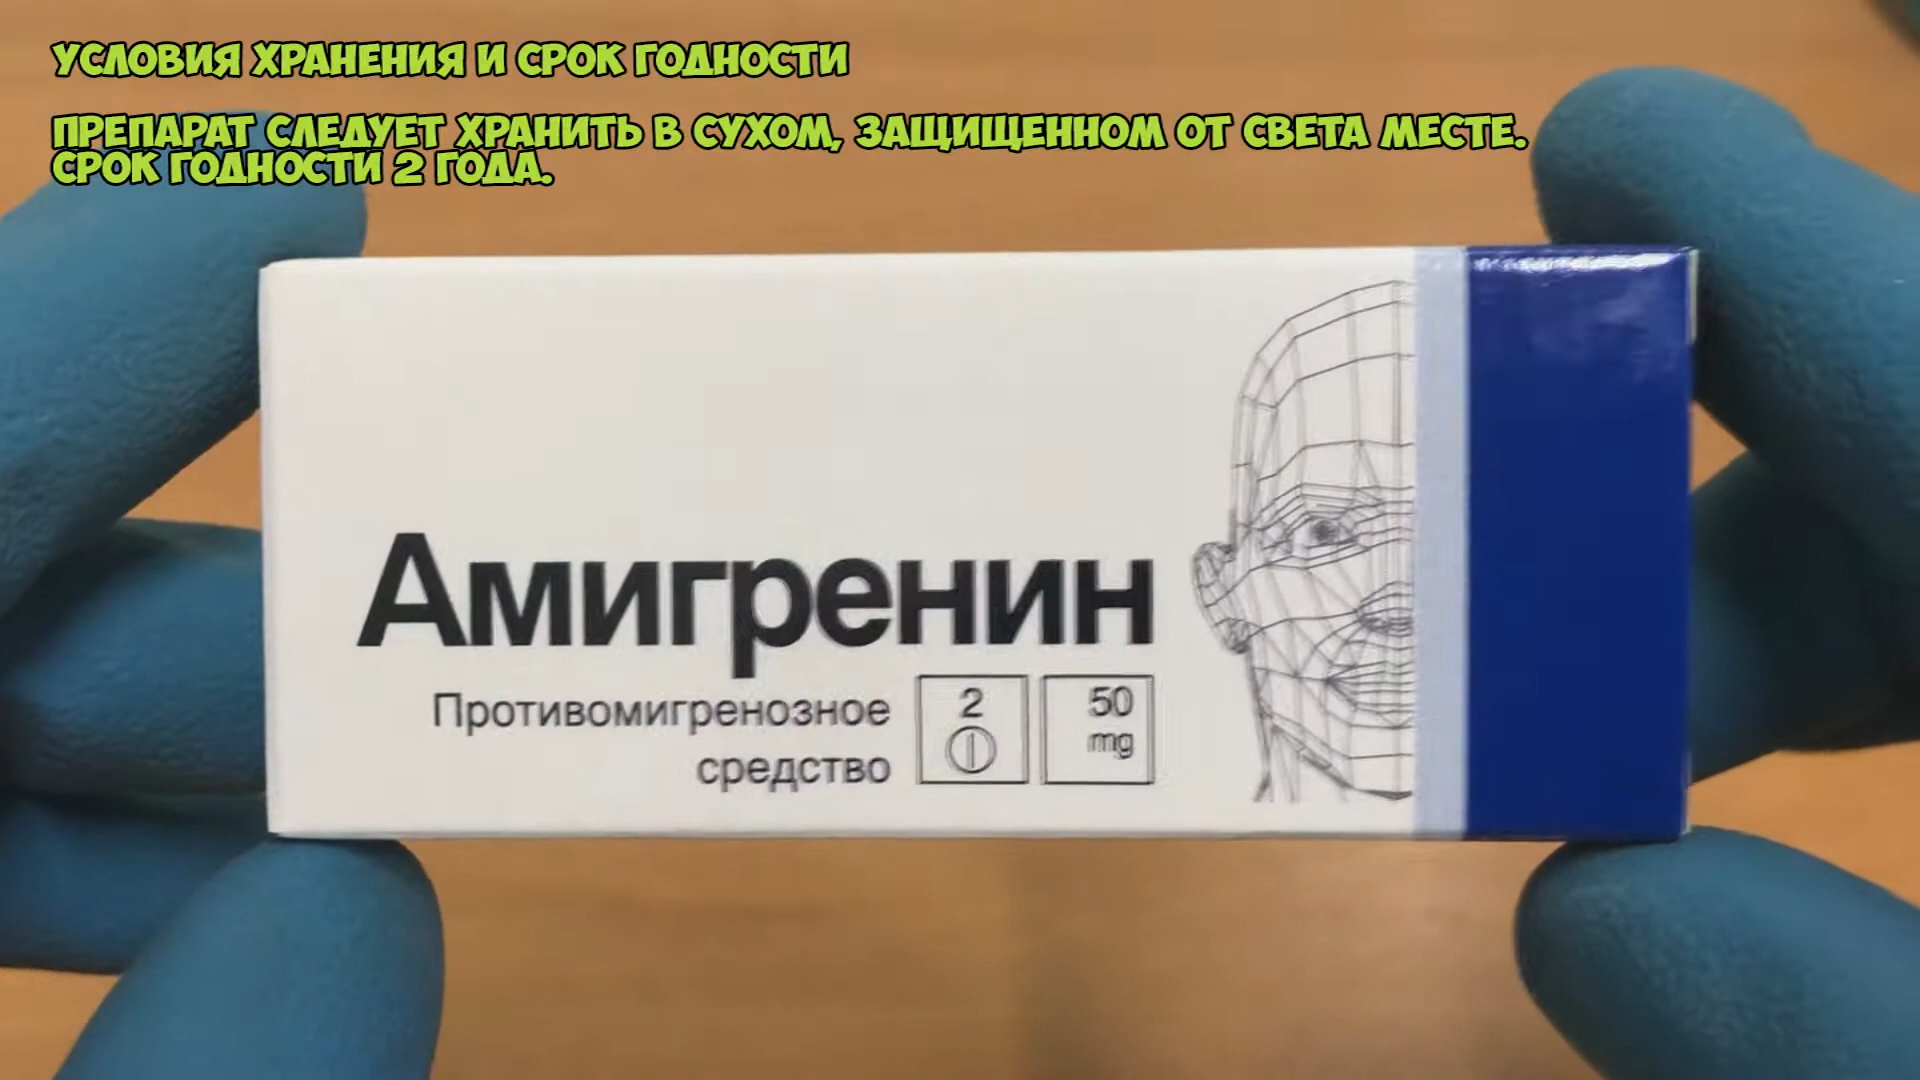 УСЛОВИЯ ХРАНЕНИЯ И СРОК ГОДНОСТИ
ПРЕПАРАТ СЛЕДУЕТ ХРАНИТЬ В СУХОМ, ЗАЩИЩЕННОМ ОТ СВЕТА МЕСТЕ.
СРОК ГОДНОСТИ 2 ГОДА.
Амигренин
Противомигренозное
средство
2
50
mg